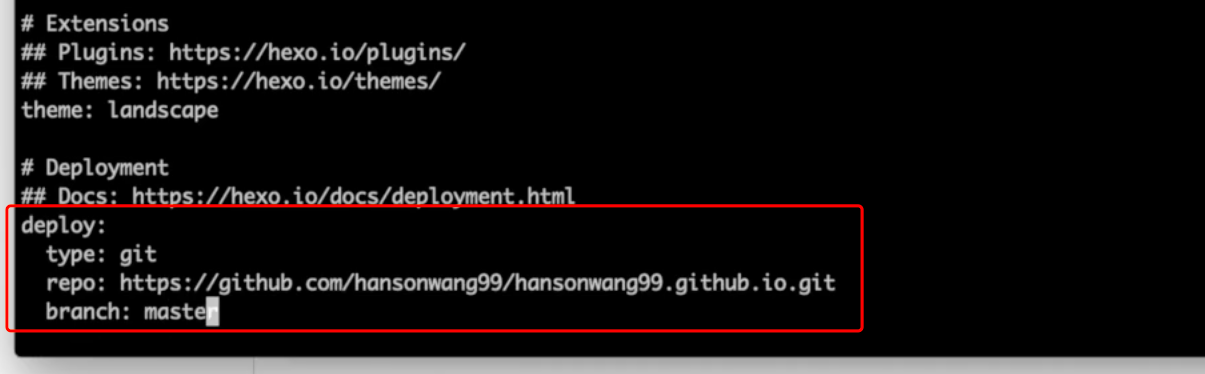 # Extensions
## Plugins: https://hexo.io/plugins/
## Themes: https://hexo.io/themes/
theme: landscape
# Deployment
## Docs: https://hexo.io/docs/deployment.html
deploy:
  type: git
  repo: https://github.com/hansonwang99/hansonwang99.github.io.git
  branch: master